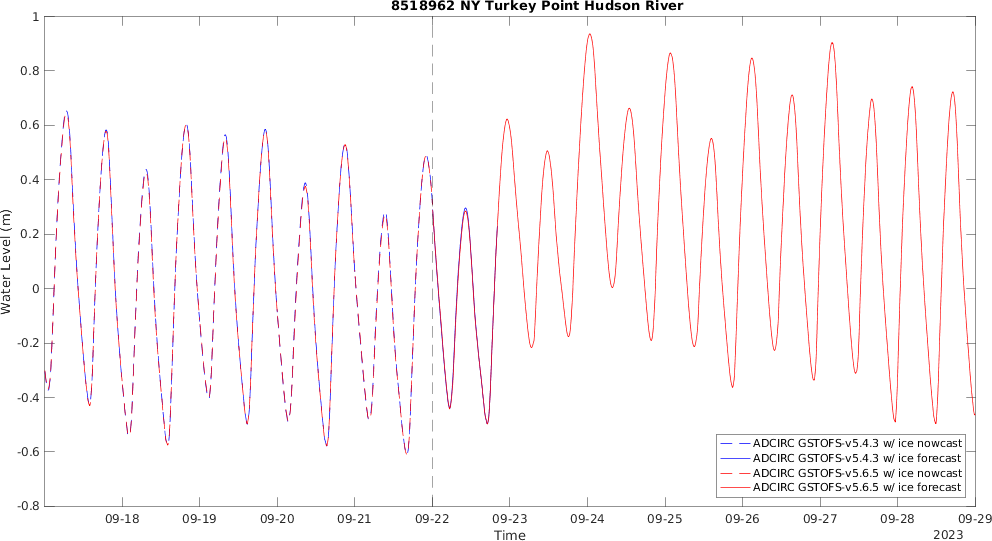 8518962 NY Turkey Point Hudson River
1
0.8
0.6
0.4
0.2
0
-0.2
-0.4
-0.6
-0.8
Water Level (m)
ADCIRC GSTOFS-v5.4.3 w/ ice nowcast
ADCIRC GSTOFS-v5.4.3 w/ ice forecast
ADCIRC GSTOFS-v5.6.5 w/ ice nowcast
ADCIRC GSTOFS-v5.6.5 w/ ice forecast
09-18 09-19 09-20 09-21 09-22 09-23 09-24 09-25 09-26 09-27 09-28 09-29
Time
2023